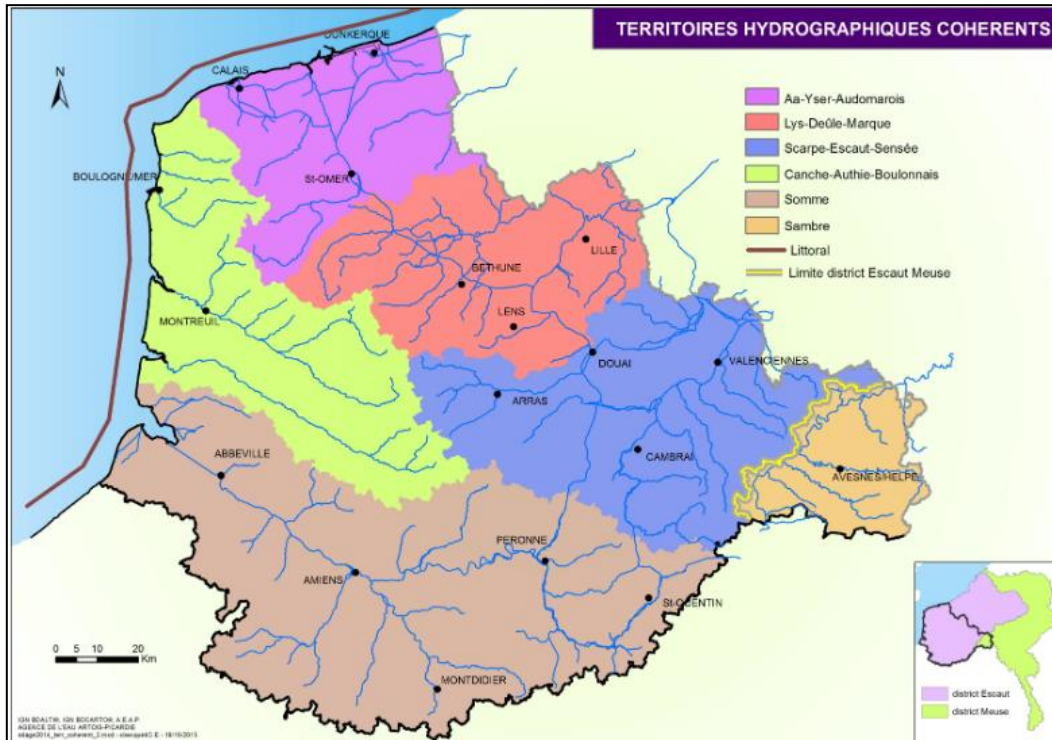 TERRITOIRES HYDROGRAPHIQUES COHERENTS
DUNKERQUE
N
CALAIS
Aa-Yser-Audomarois
Lys-Deûle-Marque
Scarpe-Escaut-Sensée
Canche-Authie-Boulonnais
Somme
Sambre
Littoral
Limite district Escaut Meuse
St-OMER
BOULOGNE/MER
LILLE
BETHUNE
MONTREUIL
LENS
DOUAI
VALENCIENNES
ARRAS
ABBEVILLE
CAMBRAI
AVESNES/HELPE
PERONNE
AMIENS
St-QUENTIN
0 5 10 20
Km
MONTDIDIER
district Escaut
district Meuse
IGN BDALTI®, IGN BDCARTO®, A.E.A.P.
AGENCE DE L'EAU ARTOIS-PICARDIE